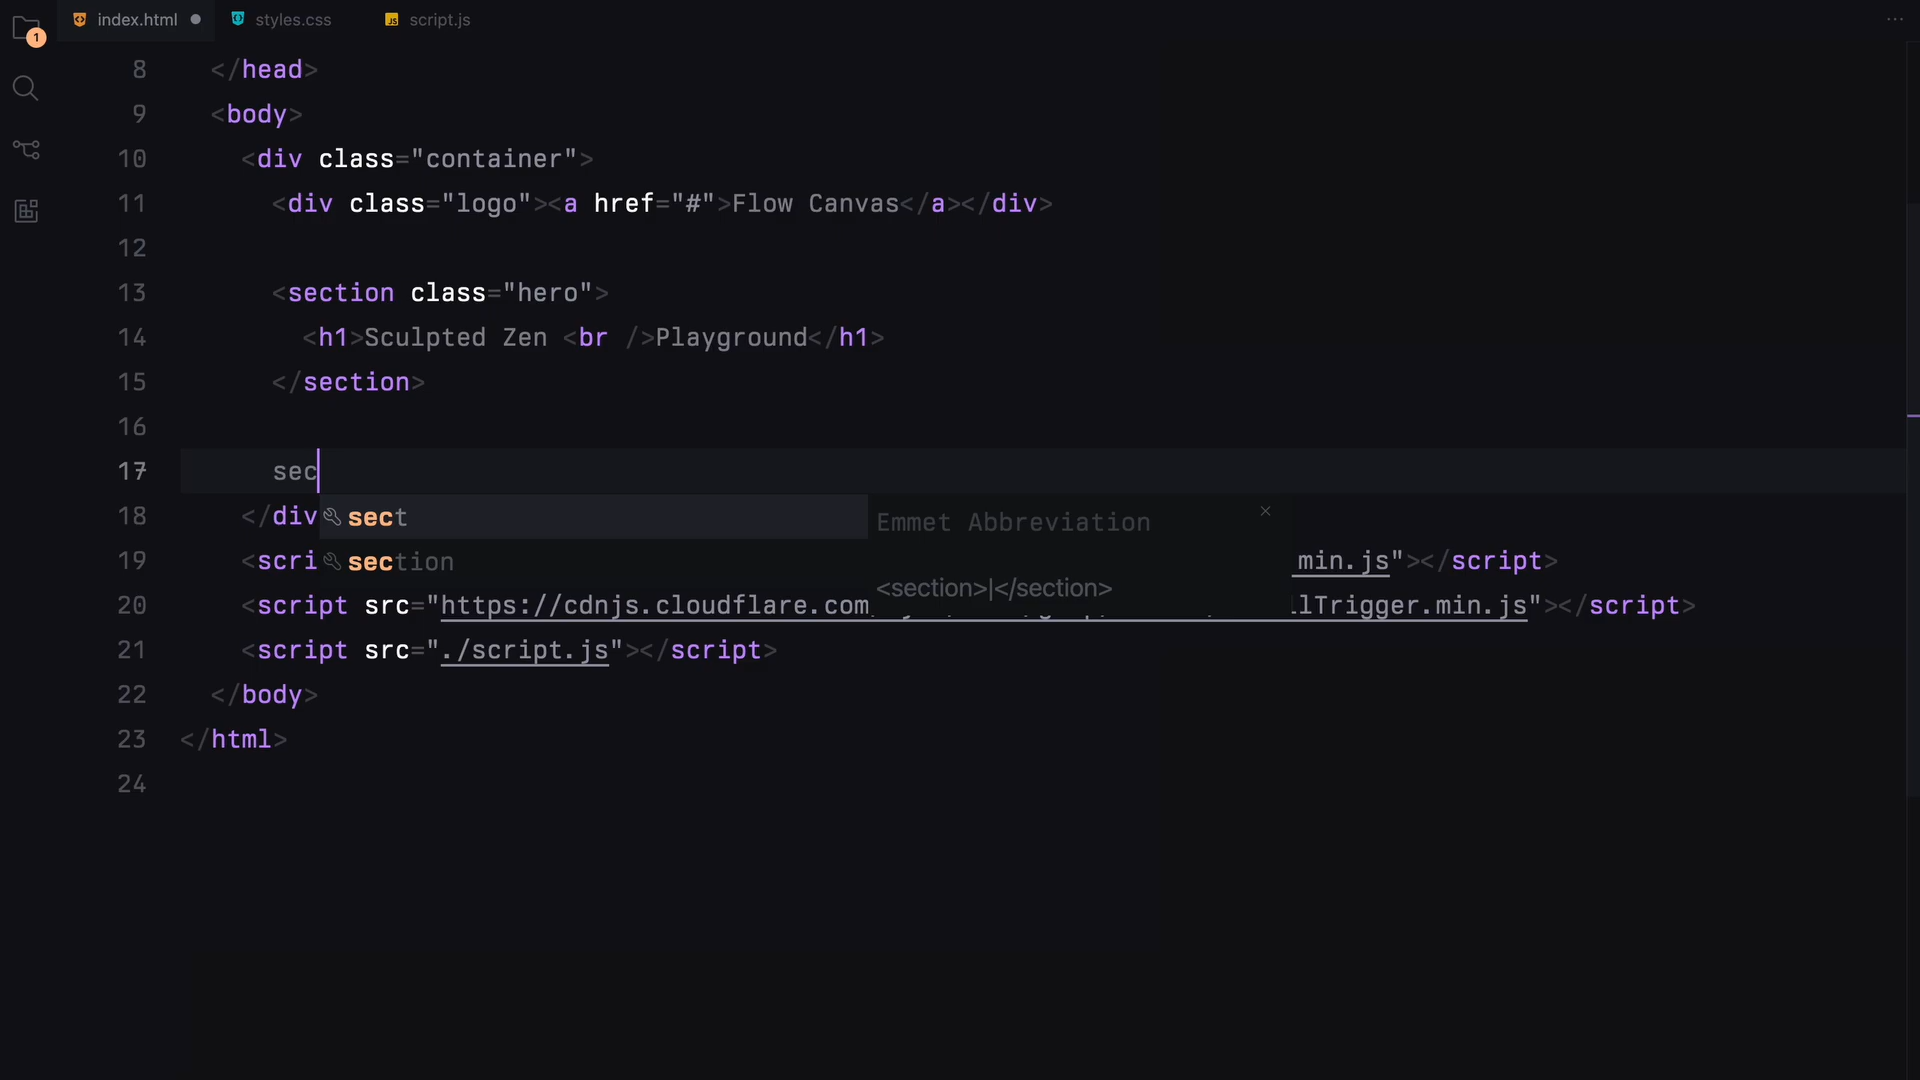 1
index.html
styles.css
JS script.js
8 </head>
9 <body>
10 <div class="container">
11 <div class="logo"><a href="#">Flow Canvas</a></div>
12
13 <section class="hero">
14 <h1>Sculpted Zen <br />Playground</h1>
15 </section>
16
17 sec
18 </div
sect
Emmet Abbreviation
19 <scri
section
min.js"></script>
<section>|</section>
20 <script src="https://cdnjs.cloudflare.com
llTrigger.min.js"></script>
21 <script src="./script.js"></script>
22 </body>
23 </html>
24